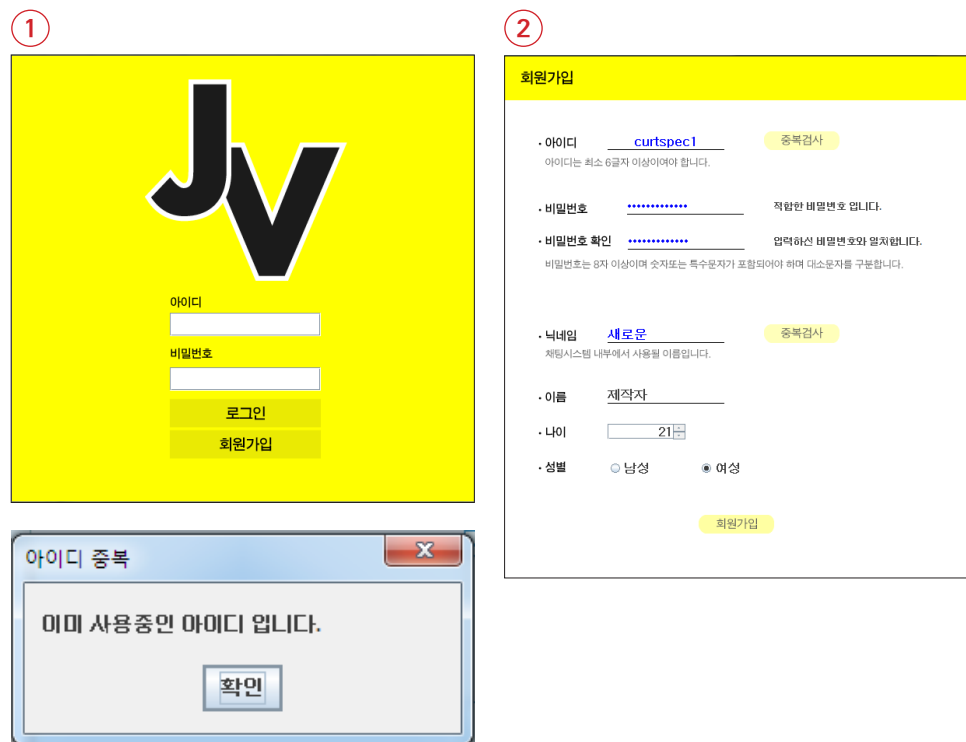 1
JV
아이디
비밀번호
로그인
회원가입
아이디 중복
이미 사용중인 아이디 입니다.
확인
2
회원가입
· 아이디 curtspec1 중복검사
아이디는 최소 6글자 이상이여야 합니다.
· 비밀번호 ••••••••••••• 적합한 비밀번호 입니다.
· 비밀번호 확인 ••••••••••••• 입력하신 비밀번호와 일치합니다.
비밀번호는 8자 이상이며 숫자또는 특수문자가 포함되어야 하며 대소문자를 구분합니다.
· 닉네임 새로운 중복검사
채팅시스템 내부에서 사용될 이름입니다.
· 이름 제작자
· 나이 21
· 성별 남성 여성
회원가입